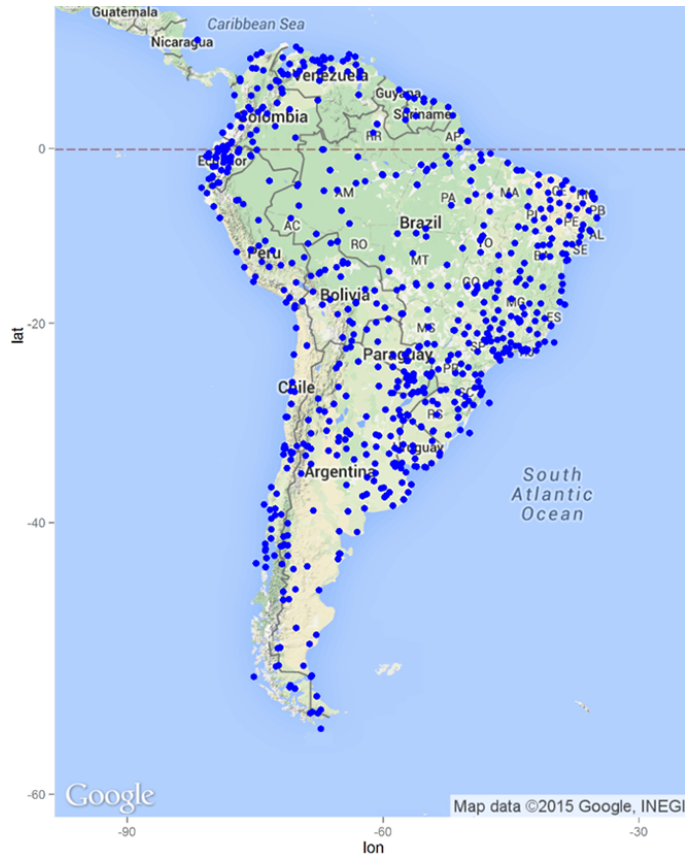 Guatemala
Caribbean Sea
Nicaragua
Venezuela
Guyana
Suriname
Colombia
RR
AP
0
Ecuador
AM
PA
MA
CE
RN
PB
PI
PE
AL
AC
Brazil
SE
RO
TO
Peru
MT
GO
Bolivia
MG
ES
-20
MS
lat
SP
Paraguay
PR
Chile
SC
RS
Uruguay
Argentina
South
Atlantic
Ocean
-40
-60
Google
Map data ©2015 Google, INEGI
-90
-60
-30
lon